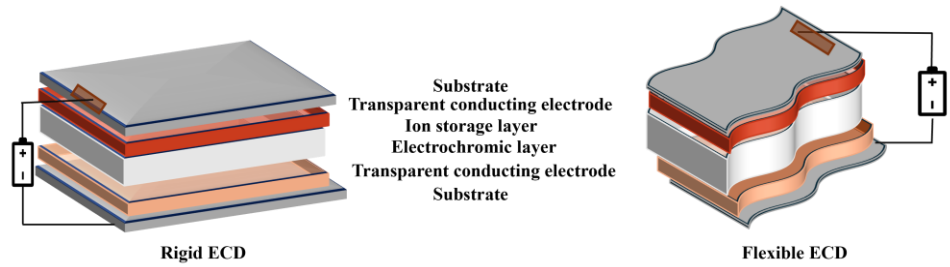 Substrate
Transparent conducting electrode
Ion storage layer
Electrochromic layer
Transparent conducting electrode
Substrate
+
-
+
-
Rigid ECD
Flexible ECD